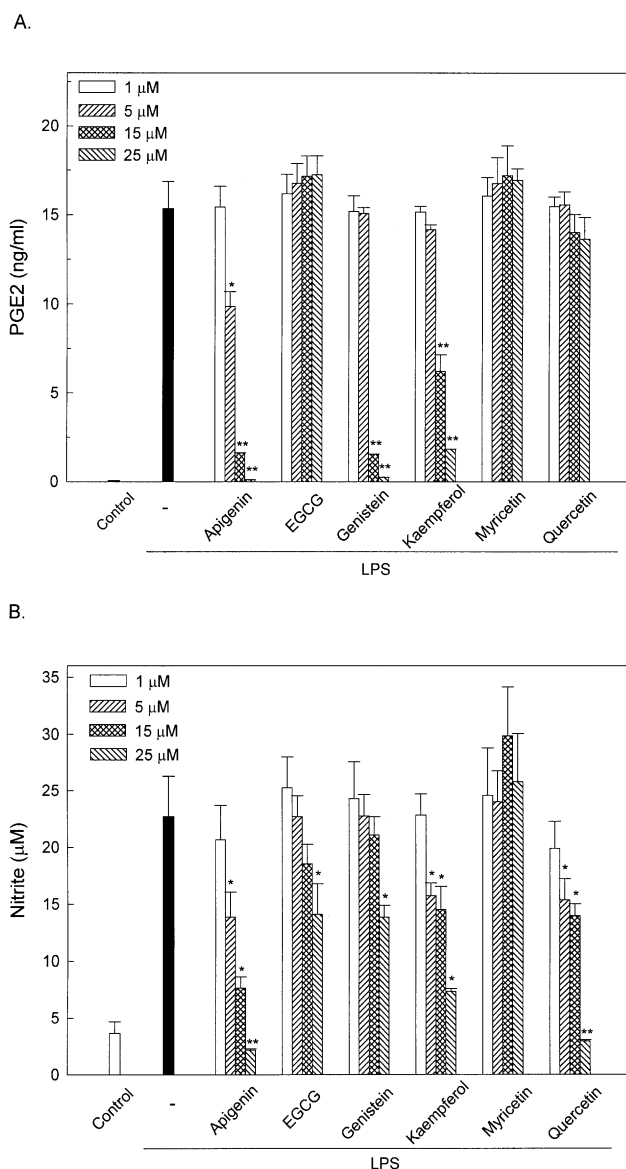 A.
1 µM
5 µM
15 µM
25 µM
20
15
10
5
0
PGE2 (ng/ml)
*
**
**
**
**
**
**
Control
-
Apigenin
EGCG
Genistein
Kaempferol
Myricetin
Quercetin
LPS
B.
1 µM
5 µM
15 µM
25 µM
35
30
25
20
15
10
5
0
Nitrite (µM)
*
*
**
*
*
*
*
*
*
*
**
Control
-
Apigenin
EGCG
Genistein
Kaempferol
Myricetin
Quercetin
LPS